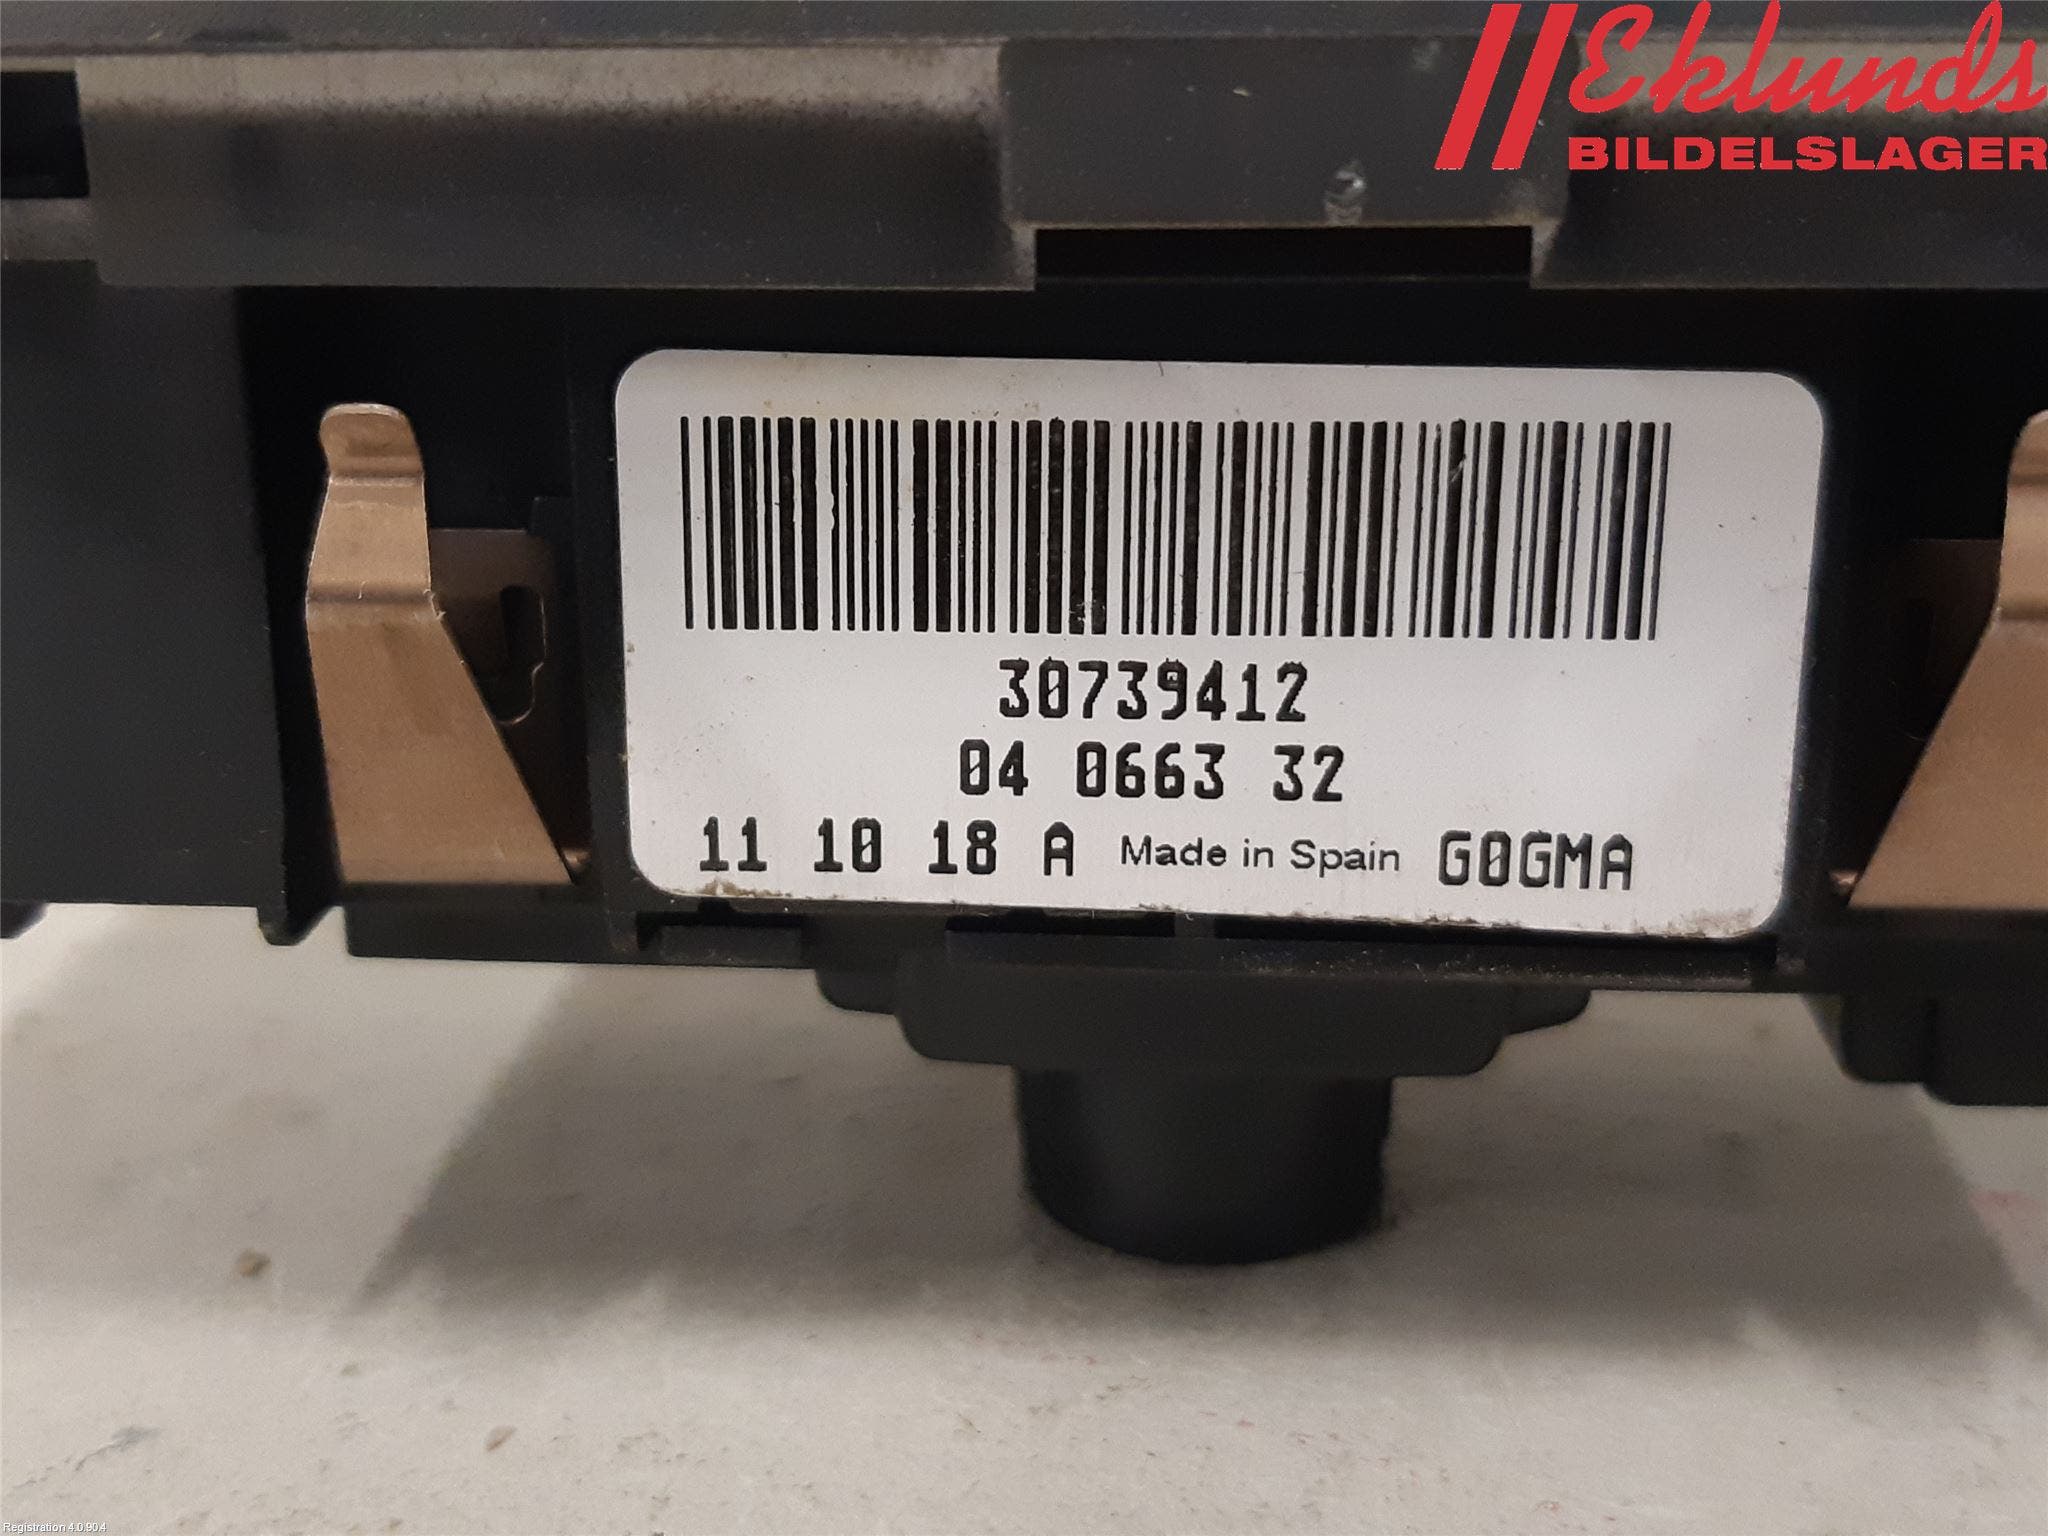 Eklunds
BILDELSLAGER
30739412
04 0663 32
11 10 18 A Made in Spain G0GMA
Registration 4.0.90.4